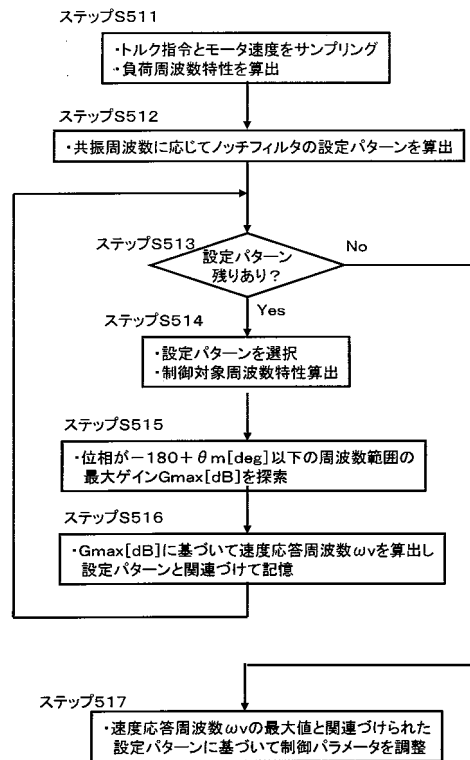 ステップS511
・トルク指令とモータ速度をサンプリング
・負荷周波数特性を算出
ステップS512
・共振周波数に応じてノッチフィルタの設定パターンを算出
ステップS513
No
設定パターン
残りあり?
Yes
ステップS514
・設定パターンを選択
・制御対象周波数特性算出
ステップS515
・位相が-180+θm[deg]以下の周波数範囲の
最大ゲインGmax[dB]を探索
ステップS516
・Gmax[dB]に基づいて速度応答周波数ωvを算出し
設定パターンと関連づけて記憶
ステップ517
・速度応答周波数ωvの最大値と関連づけられた
設定パターンに基づいて制御パラメータを調整